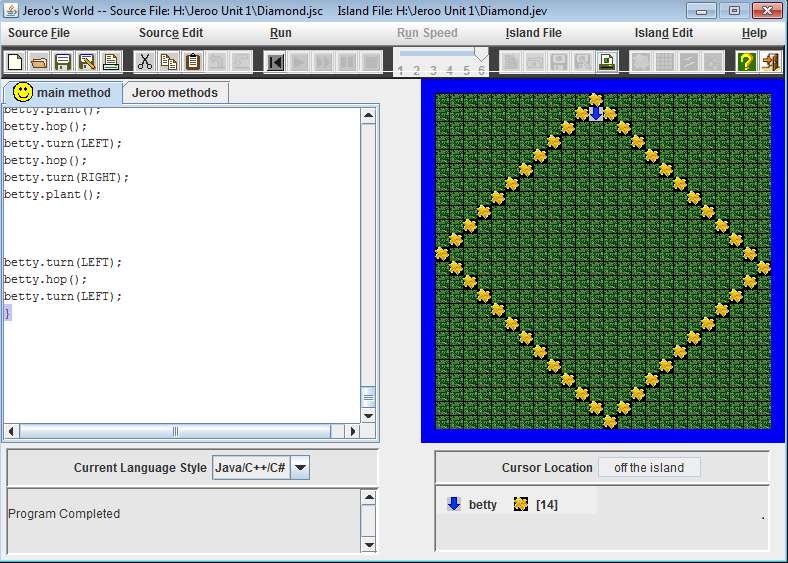 Jeroo's World -- Source File: H:\Jeroo Unit 1\Diamond.jsc     Island File: H:\Jeroo Unit 1\Diamond.jev
Source File Source Edit Run Run Speed Island File Island Edit Help
1 2 3 4 5 6
main method Jeroo methods
betty.plant();
betty.hop();
betty.turn(LEFT);
betty.hop();
betty.turn(RIGHT);
betty.plant();
betty.turn(LEFT);
betty.hop();
betty.turn(LEFT);
}
Current Language Style Java/C++/C#
Cursor Location off the island
Program Completed
betty [14]
.